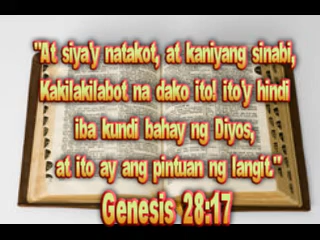 "At siya'y natakot, at kaniyang sinabi,
Kakilakilabot na dako ito! ito'y hindi
iba kundi bahay ng Diyos,
at ito ay ang pintuan ng langit."
Genesis 28:17